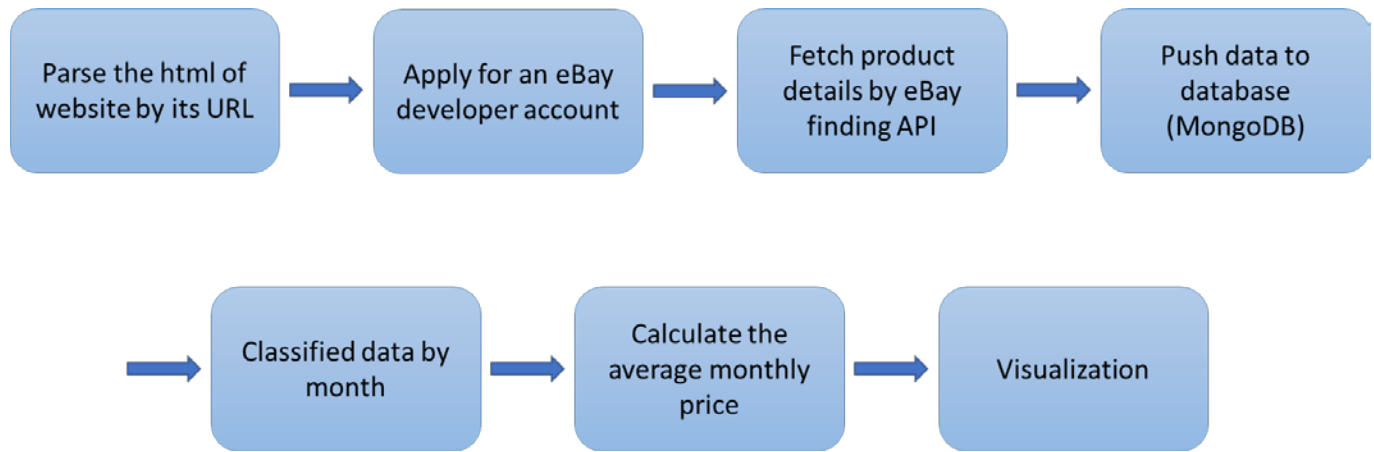 Parse the html of
website by its URL
Apply for an eBay
developer account
Fetch product
details by eBay
finding API
Push data to
database
(MongoDB)
Classified data by
month
Calculate the
average monthly
price
Visualization